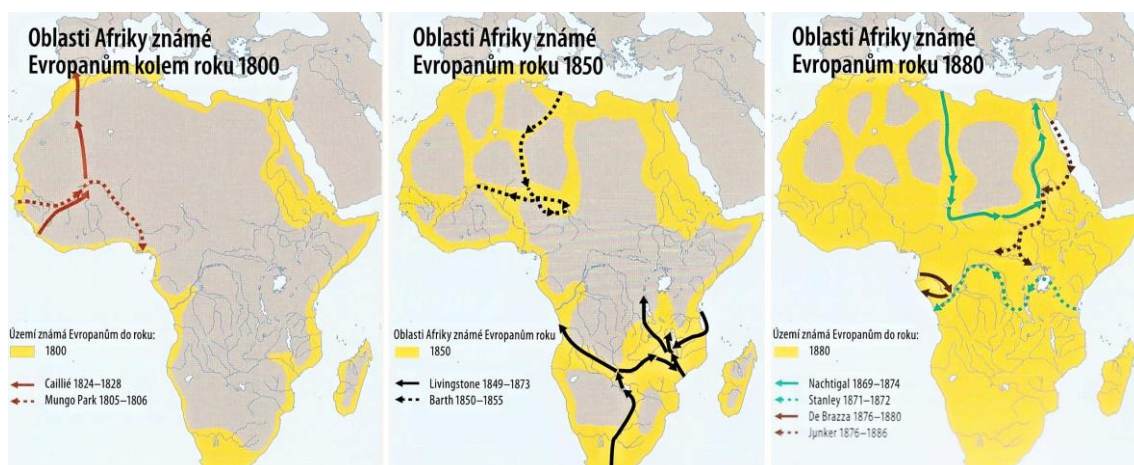 Oblasti Afriky známé
Evropanům kolem roku 1800
Území známá Evropanům do roku:
1800
Caillié 1824–1828
Mungo Park 1805–1806
Oblasti Afriky známé
Evropanům roku 1850
Oblasti Afriky známé Evropanům roku
1850
Livingstone 1849–1873
Barth 1850–1855
Oblasti Afriky známé
Evropanům roku 1880
Území známá Evropanům do roku:
1880
Nachtigal 1869–1874
Stanley 1871–1872
De Brazza 1876–1880
Junker 1876–1886